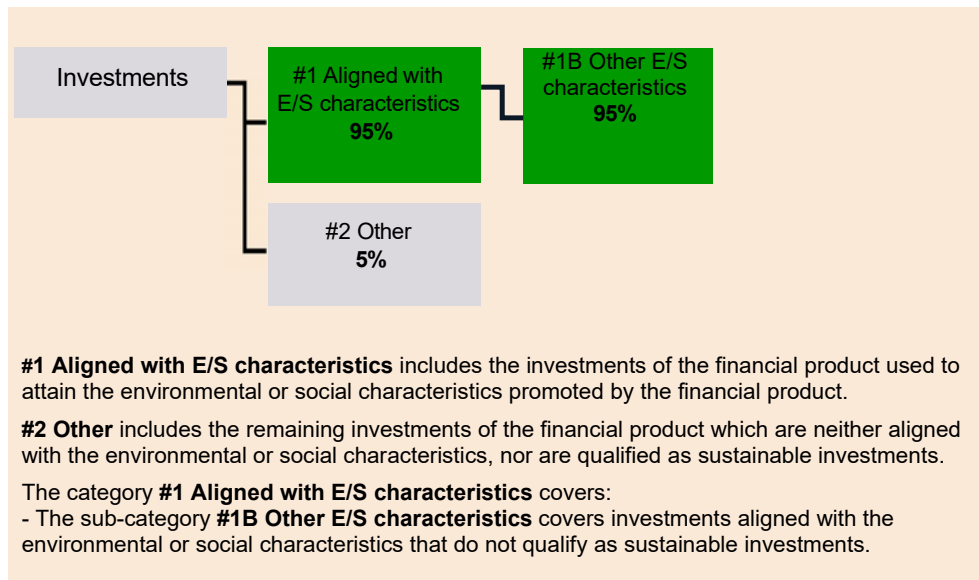 Investments
#1 Aligned with
E/S characteristics
95%
#1B Other E/S
characteristics
95%
#2 Other
5%
#1 Aligned with E/S characteristics includes the investments of the financial product used to
attain the environmental or social characteristics promoted by the financial product.
#2 Other includes the remaining investments of the financial product which are neither aligned
with the environmental or social characteristics, nor are qualified as sustainable investments.
The category #1 Aligned with E/S characteristics covers:
- The sub-category #1B Other E/S characteristics covers investments aligned with the
environmental or social characteristics that do not qualify as sustainable investments.